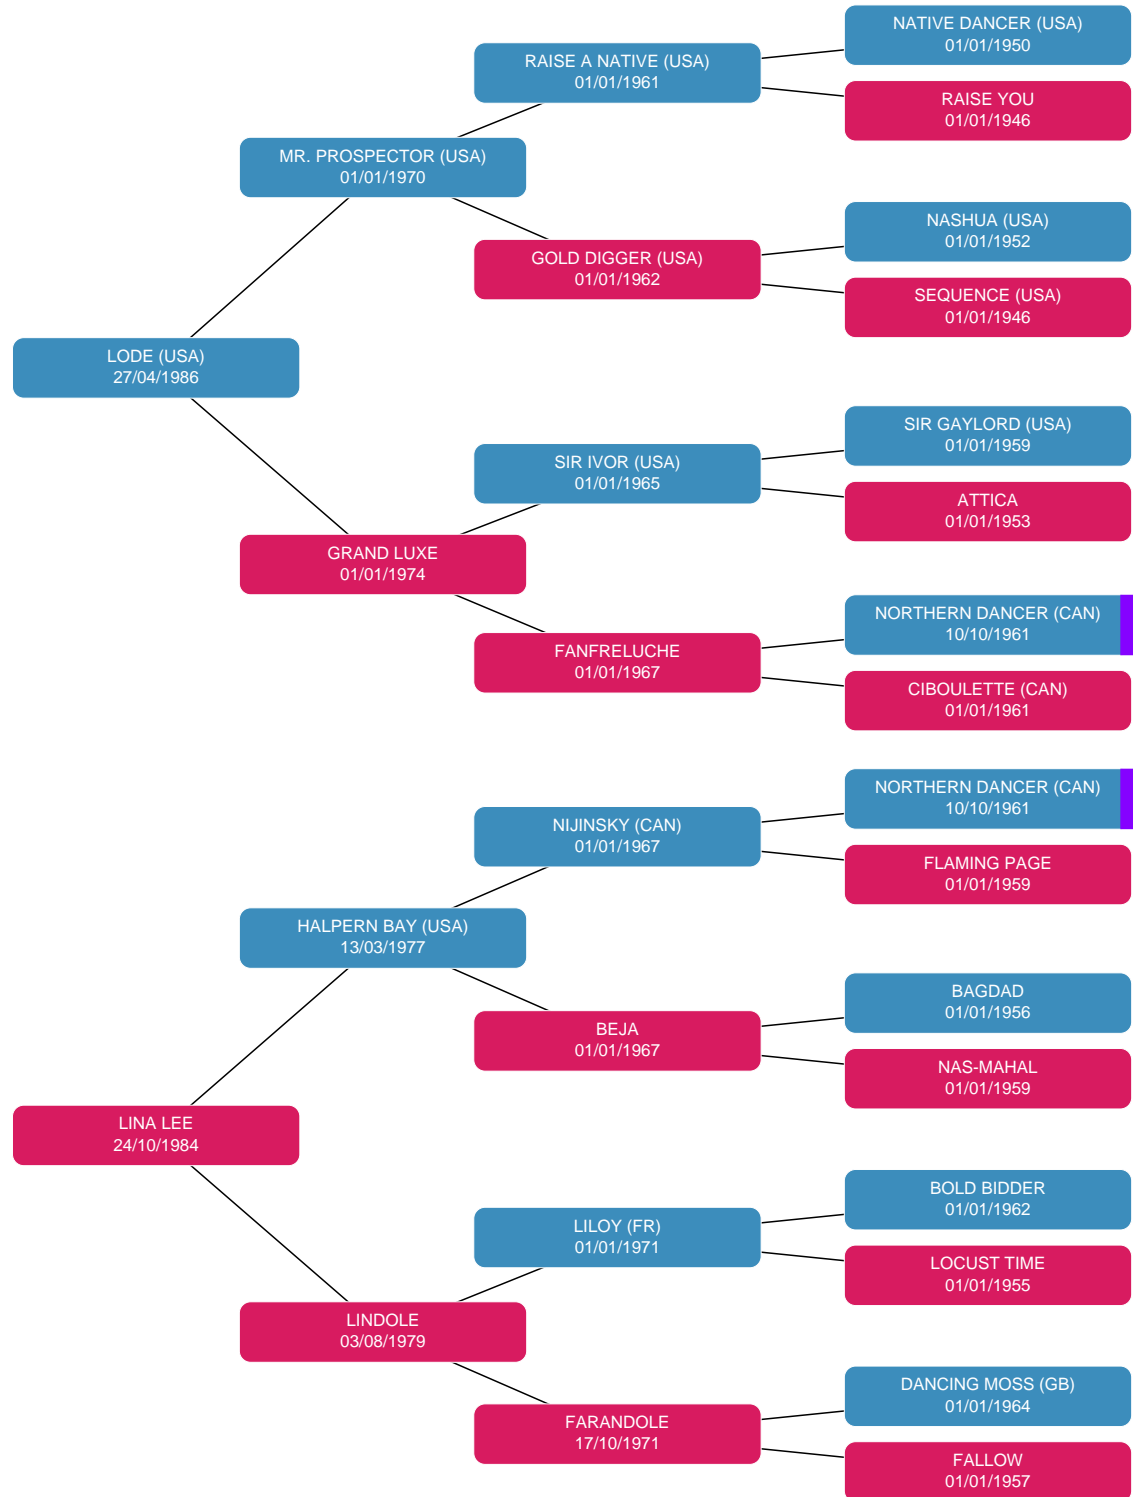 NATIVE DANCER (USA)
01/01/1950
RAISE A NATIVE (USA)
01/01/1961
RAISE YOU
01/01/1946
MR. PROSPECTOR (USA)
01/01/1970
NASHUA (USA)
01/01/1952
GOLD DIGGER (USA)
01/01/1962
SEQUENCE (USA)
01/01/1946
LODE (USA)
27/04/1986
SIR GAYLORD (USA)
01/01/1959
SIR IVOR (USA)
01/01/1965
ATTICA
01/01/1953
GRAND LUXE
01/01/1974
NORTHERN DANCER (CAN)
10/10/1961
FANFRELUCHE
01/01/1967
CIBOULETTE (CAN)
01/01/1961
NORTHERN DANCER (CAN)
10/10/1961
NIJINSKY (CAN)
01/01/1967
FLAMING PAGE
01/01/1959
HALPERN BAY (USA)
13/03/1977
BAGDAD
01/01/1956
BEJA
01/01/1967
NAS-MAHAL
01/01/1959
LINA LEE
24/10/1984
BOLD BIDDER
01/01/1962
LILOY (FR)
01/01/1971
LOCUST TIME
01/01/1955
LINDOLE
03/08/1979
DANCING MOSS (GB)
01/01/1964
FARANDOLE
17/10/1971
FALLOW
01/01/1957